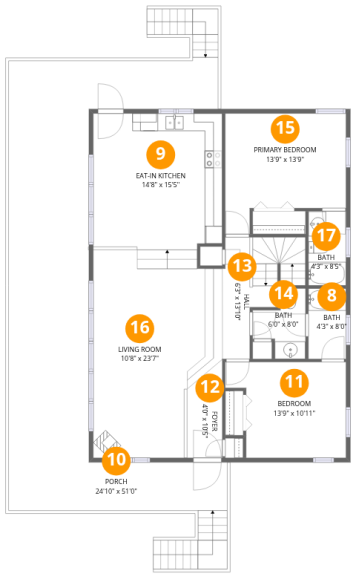 15
PRIMARY BEDROOM
13'9" x 13'9"
9
EAT-IN KITCHEN
14'8" x 15'5"
17
BATH
4'3" x 8'5"
13
HALL
6'3" x 13'10"
14
BATH
6'0" x 8'0"
8
BATH
4'3" x 8'0"
16
LIVING ROOM
10'8" x 23'7"
11
BEDROOM
13'9" x 10'11"
12
FOYER
4'0" x 10'5"
10
PORCH
24'10" x 51'0"